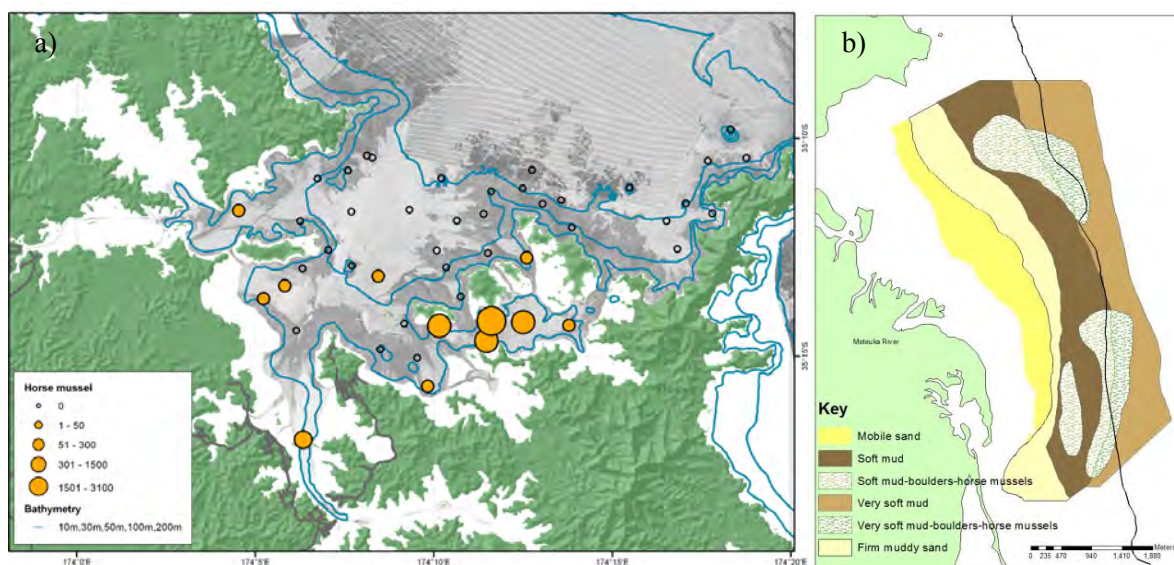 a)
35°10'S
35°15'S
Horse mussel
0
1 - 50
51 - 300
301 - 1500
1501 - 3100
Bathymetry
10m,30m,50m,100m,200m
174°0'E
174°5'E
174°10'E
174°15'E
174°20'E
b)
Moteuka River
Key
Mobile sand
Soft mud
Soft mud-boulders-horse mussels
Very soft mud
Very soft mud-boulders-horse mussels
Firm muddy sand
0 235 470 940 1,410 1,880